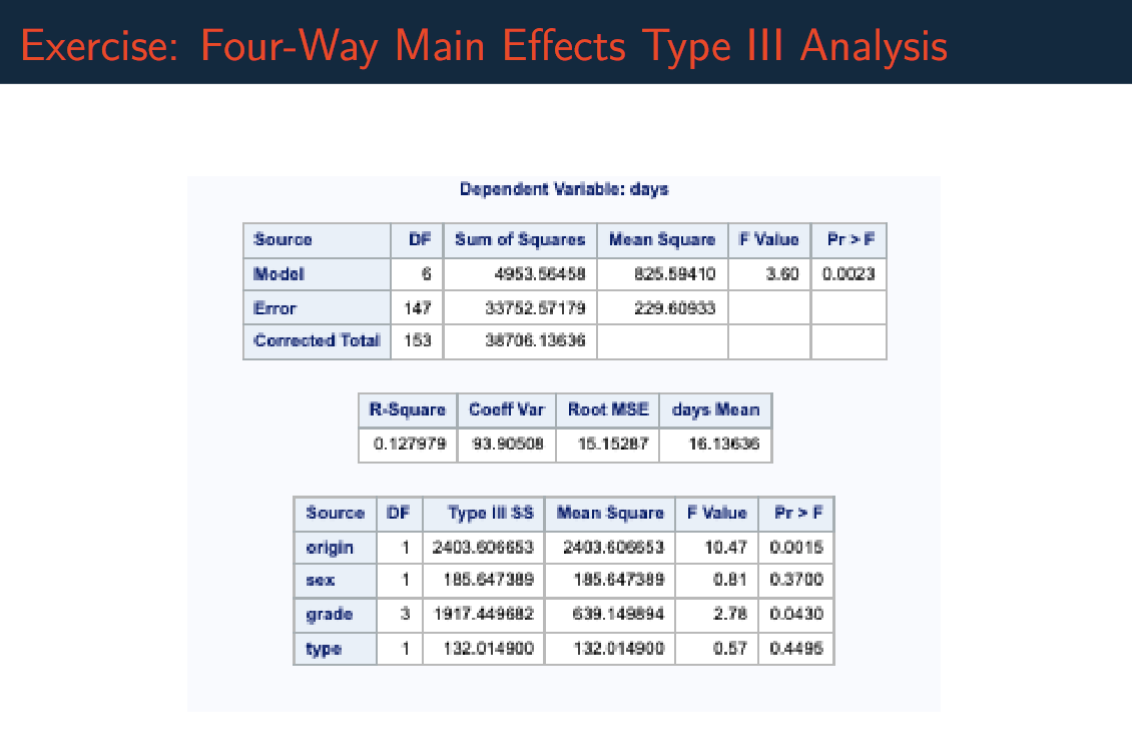 Exercise: Four-Way Main Effects Type III Analysis
Dependent Variable: days
Source DF Sum of Squares Mean Square F Value Pr > F
Model 6 4953.56458 825.59410 3.60 0.0023
Error 147 33752.57179 229.60933
Corrected Total 153 38706.13636
R-Square Coeff Var Root MSE days Mean
0.127979 93.90508 15.15287 16.13636
Source DF Type III SS Mean Square F Value Pr > F
origin 1 2403.606653 2403.606653 10.47 0.0015
sex 1 185.647389 185.647389 0.81 0.3700
grade 3 1917.449682 639.149894 2.78 0.0430
type 1 132.014900 132.014900 0.57 0.4495